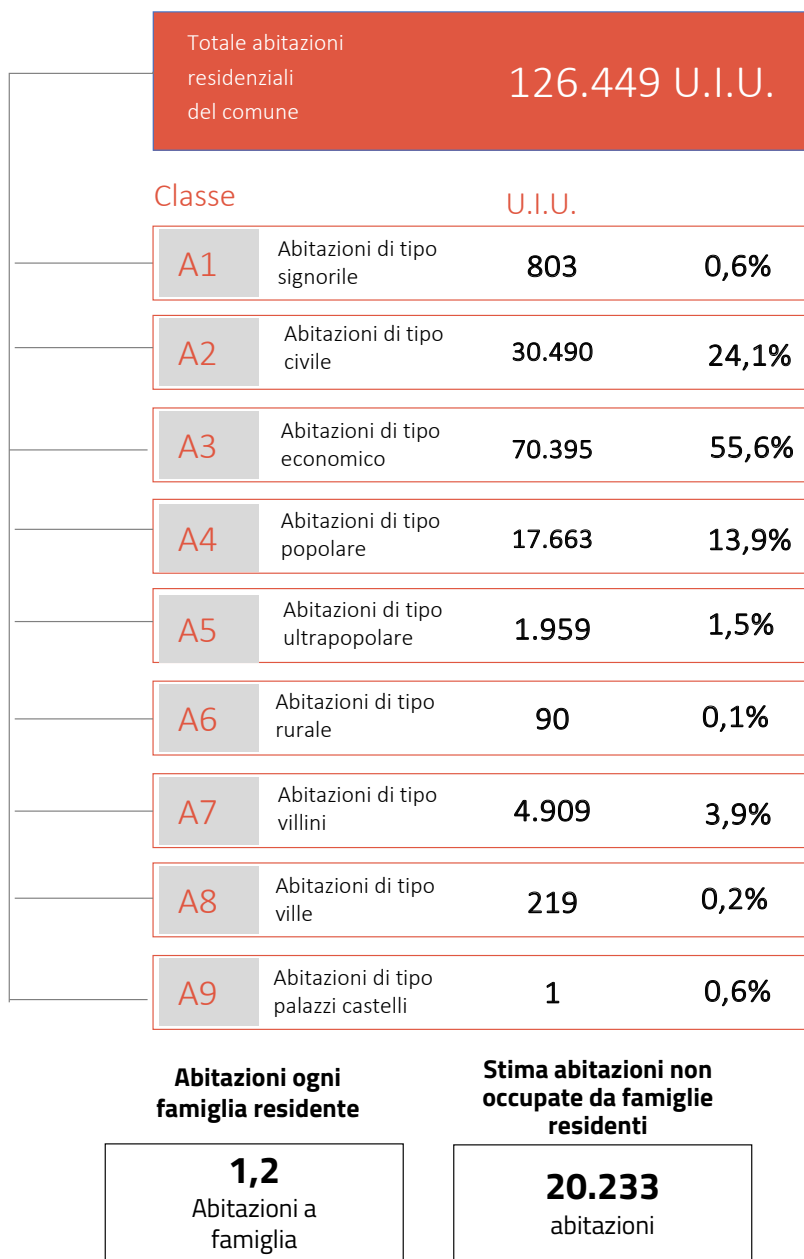 Totale abitazioni
residenziali
del comune
126.449 U.I.U.
Classe
U.I.U.
A1
Abitazioni di tipo
signorile
803
0,6%
A2
Abitazioni di tipo
civile
30.490
24,1%
A3
Abitazioni di tipo
economico
70.395
55,6%
A4
Abitazioni di tipo
popolare
17.663
13,9%
A5
Abitazioni di tipo
ultrapopolare
1.959
1,5%
A6
Abitazioni di tipo
rurale
90
0,1%
A7
Abitazioni di tipo
villini
4.909
3,9%
A8
Abitazioni di tipo
ville
219
0,2%
A9
Abitazioni di tipo
palazzi castelli
1
0,6%
Abitazioni ogni
famiglia residente
1,2
Abitazioni a
famiglia
Stima abitazioni non
occupate da famiglie
residenti
20.233
abitazioni